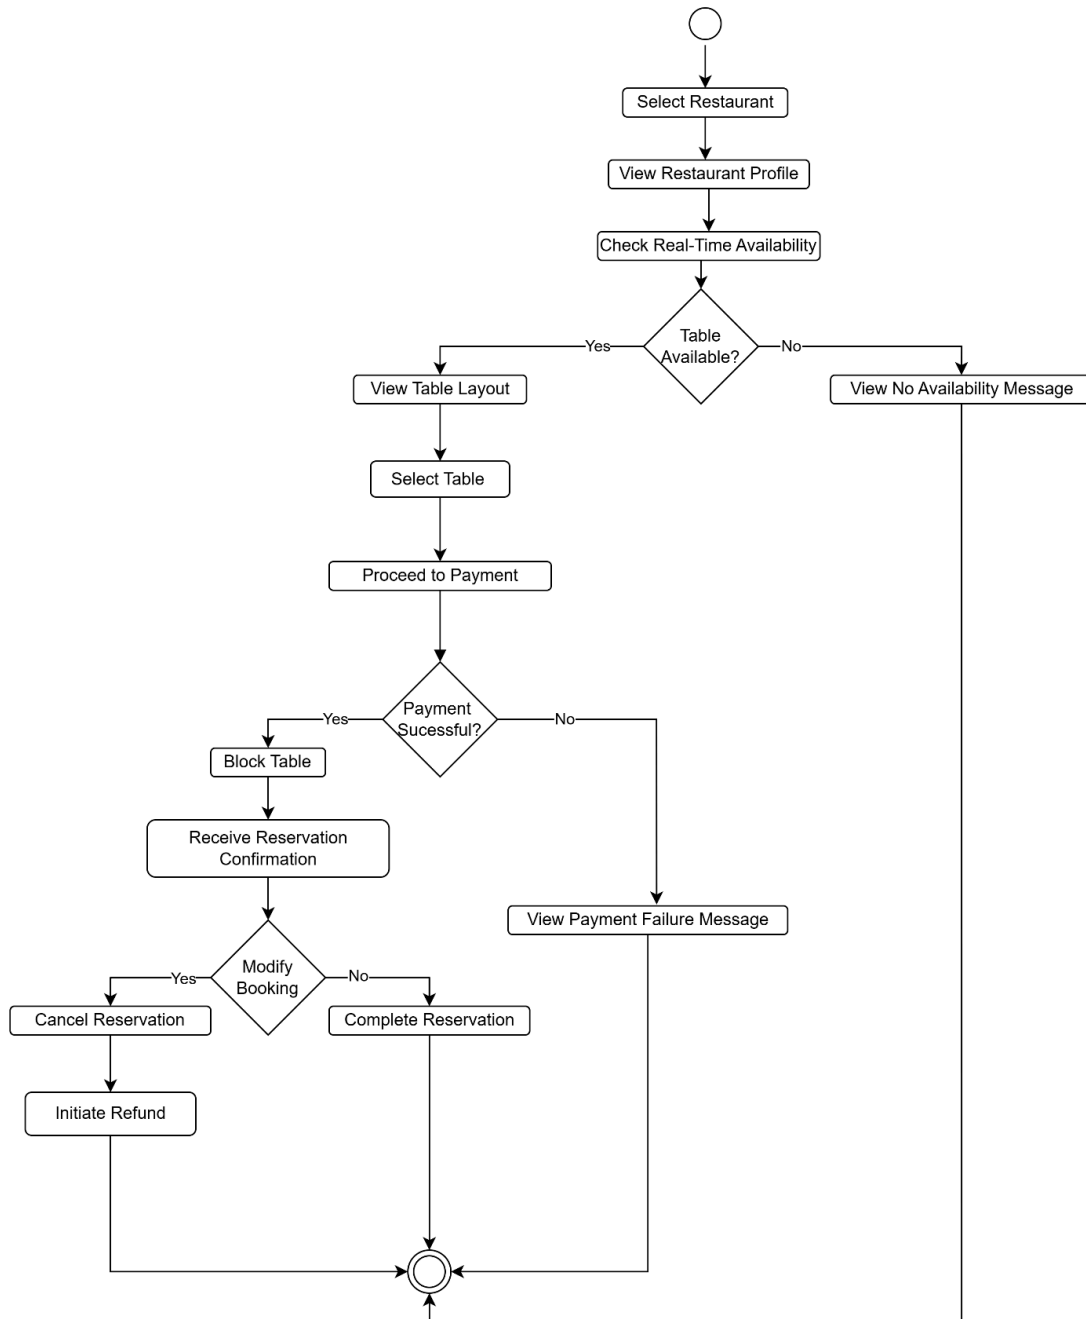 Select Restaurant
View Restaurant Profile
Check Real-Time Availability
Table
Available?
Yes
No
View Table Layout
View No Availability Message
Select Table
Proceed to Payment
Payment
Sucessful?
Yes
No
Block Table
Receive Reservation
Confirmation
View Payment Failure Message
Modify
Booking
Yes
No
Cancel Reservation
Complete Reservation
Initiate Refund